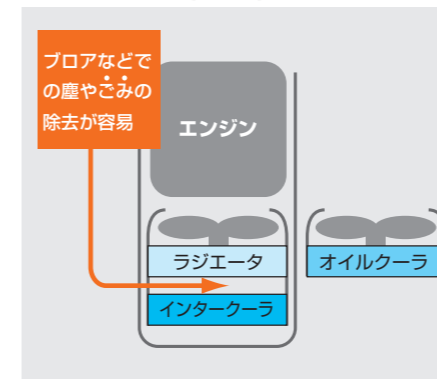 ブロアなどで
の塵やごみの
除去が容易
エンジン
ラジエータ
オイルクーラ
インタークーラ